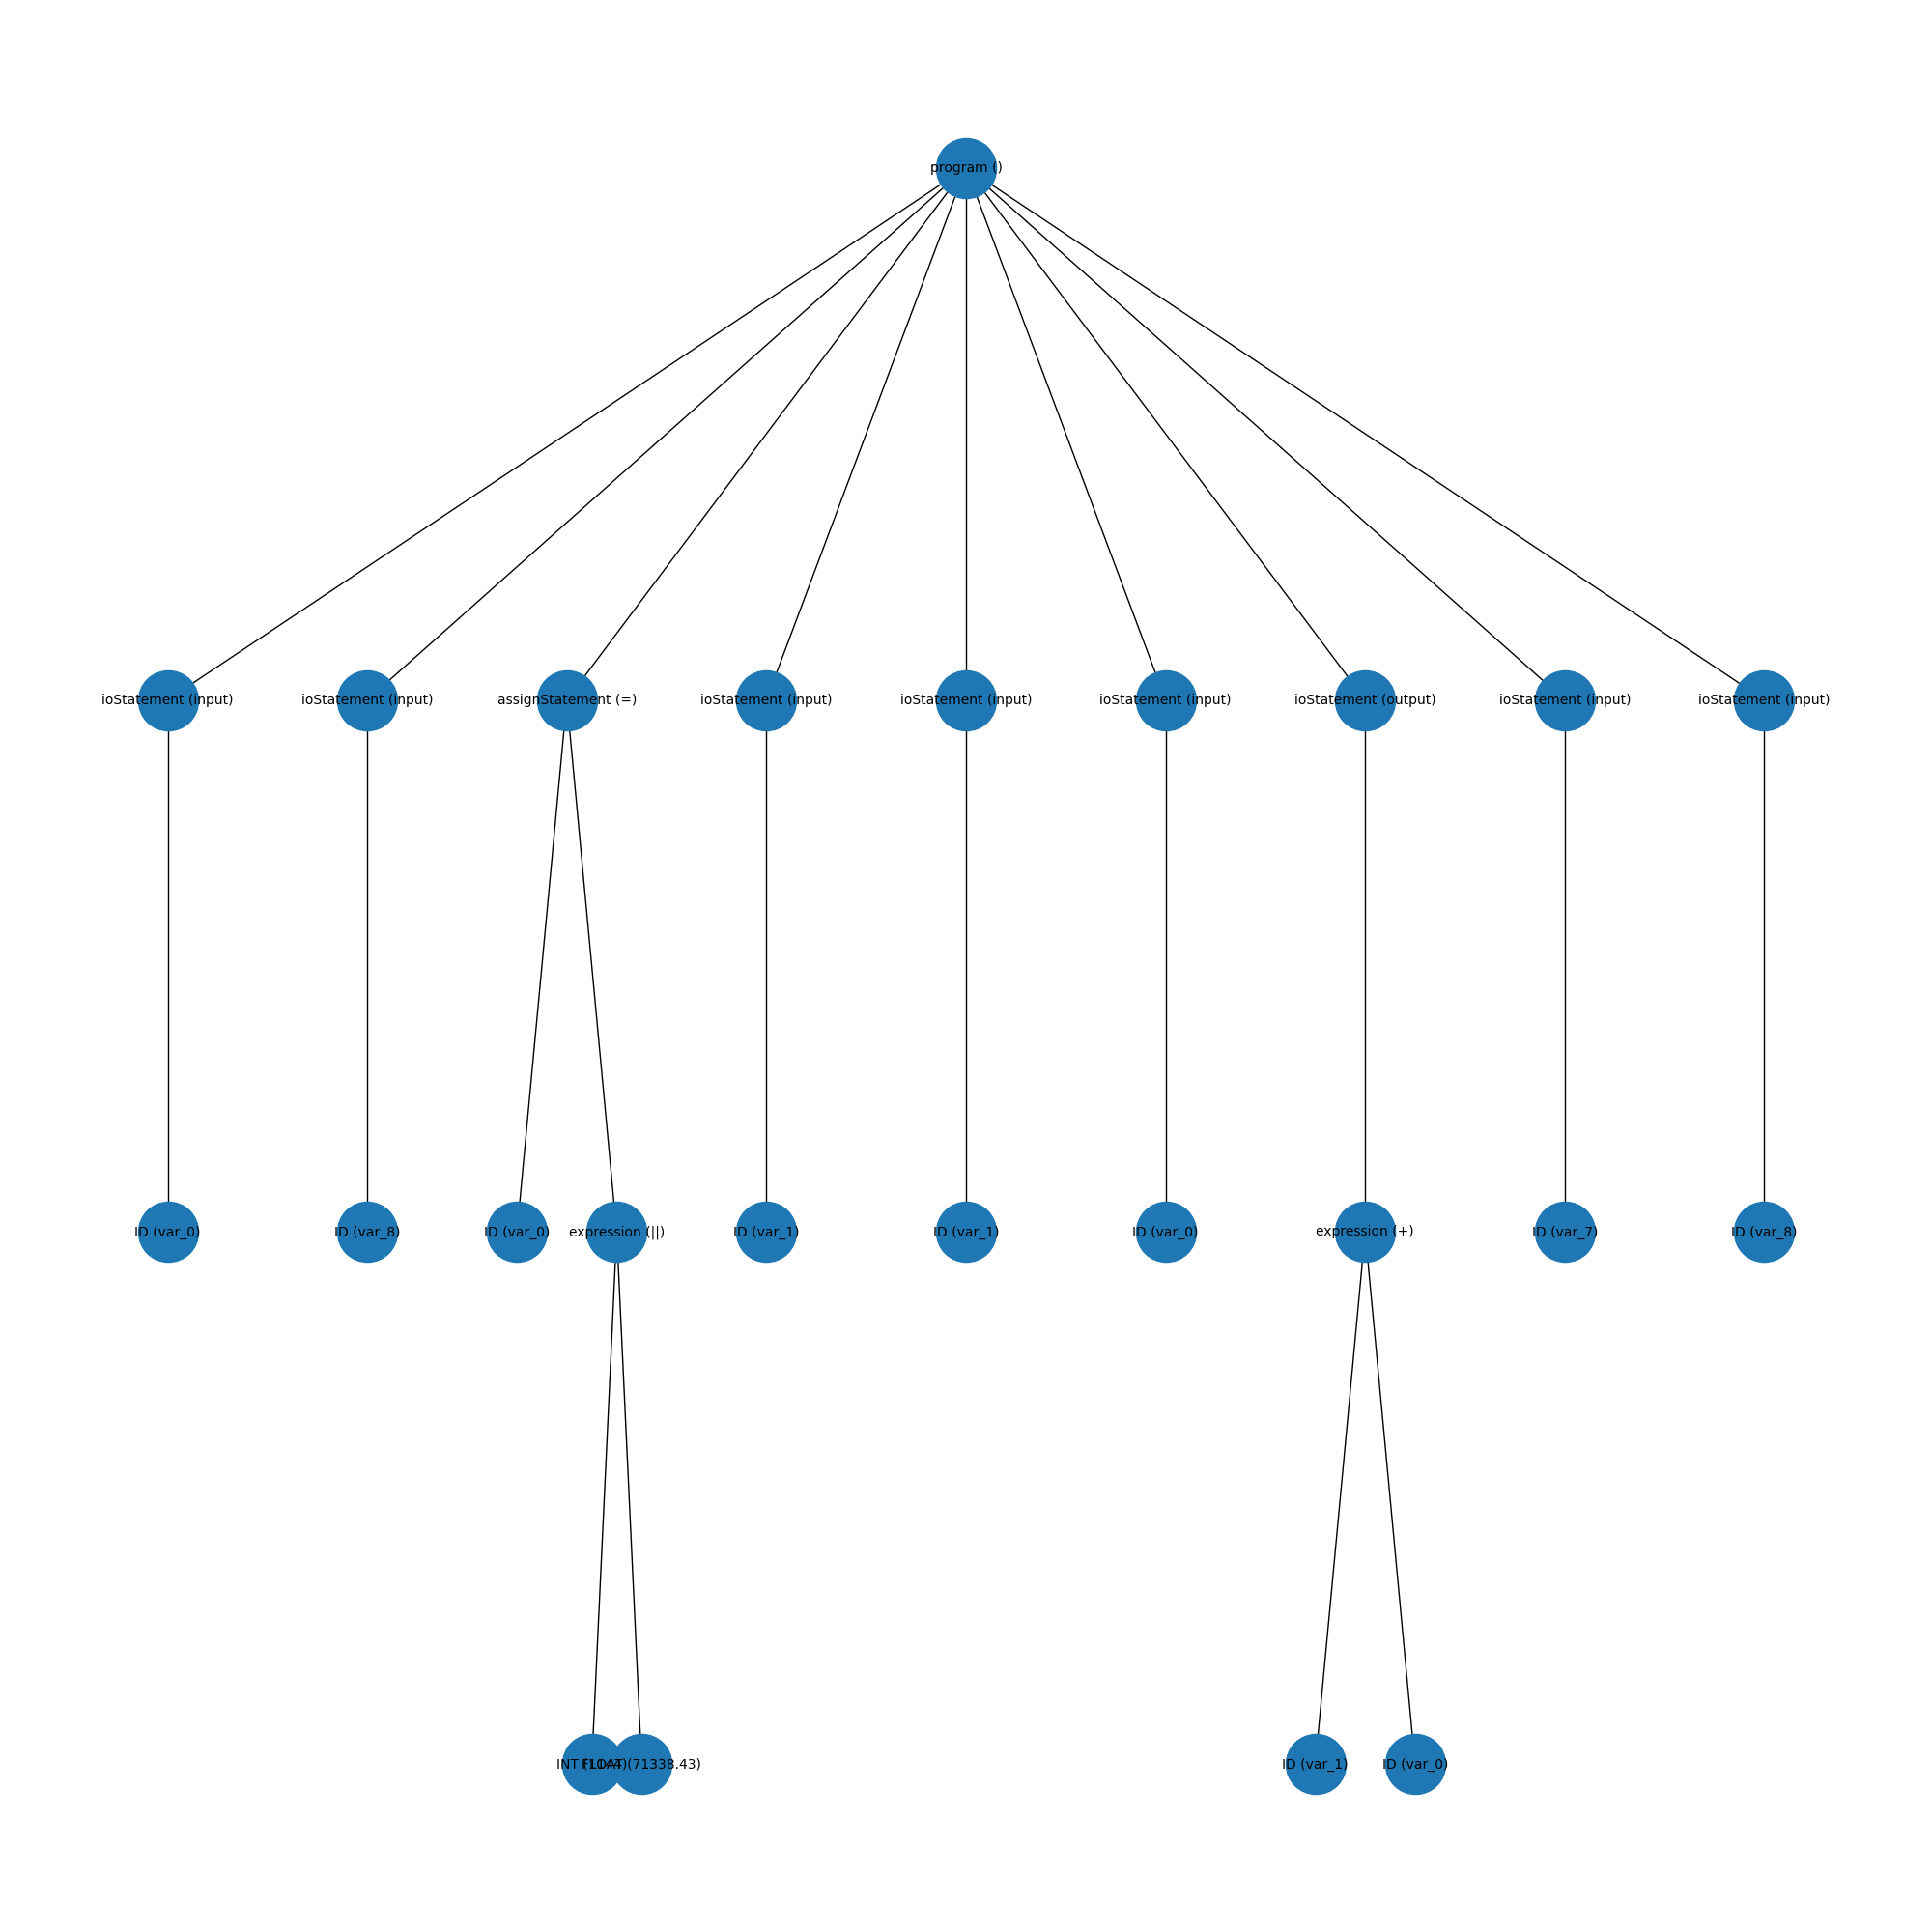 program ()
ioStatement (input)
ioStatement (input)
assignStatement (=)
ioStatement (input)
ioStatement (input)
ioStatement (input)
ioStatement (output)
ioStatement (input)
ioStatement (input)
ID (var_0)
ID (var_8)
ID (var_0)
expression (||)
ID (var_1)
ID (var_1)
ID (var_0)
expression (+)
ID (var_7)
ID (var_8)
INT
FLOAT (71338.43)
ID (var_1)
ID (var_0)